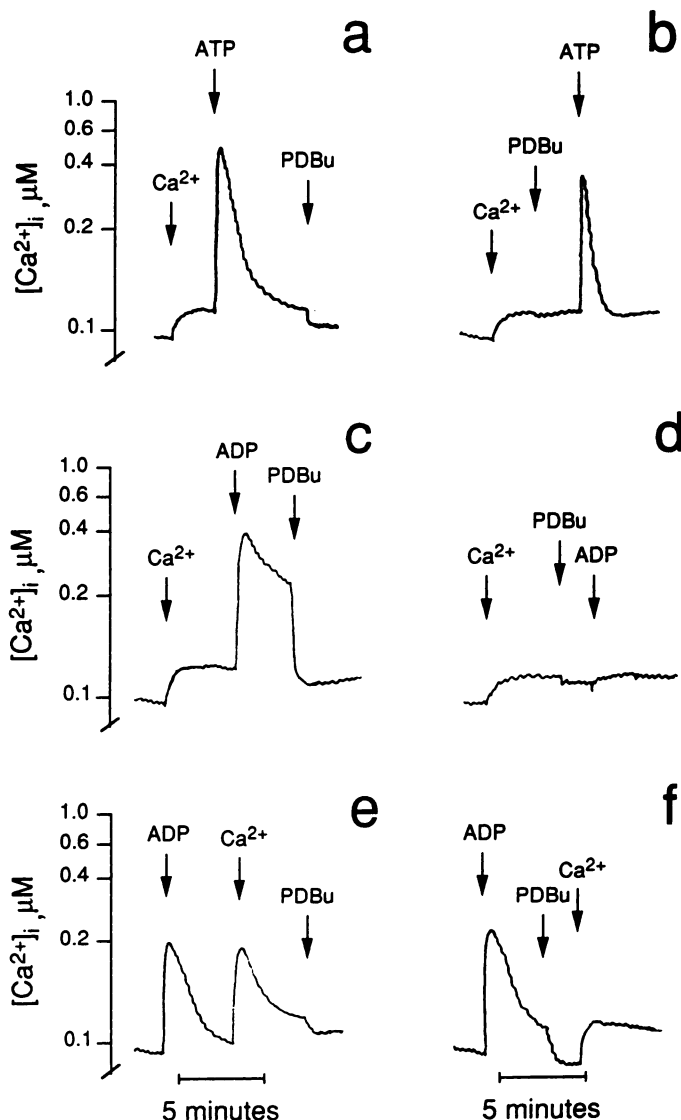 a
ATP
Ca²⁺
PDBu
[Ca²⁺]i ,µM
1.0
0.6
0.4
0.2
0.1
b
ATP
PDBu
Ca²⁺
c
ADP
PDBu
Ca²⁺
[Ca²⁺]i ,µM
1.0
0.6
0.4
0.2
0.1
d
PDBu
Ca²⁺
ADP
e
ADP
Ca²⁺
PDBu
[Ca²⁺]i ,µM
1.0
0.6
0.4
0.2
0.1
5 minutes
f
ADP
Ca²⁺
PDBu
5 minutes